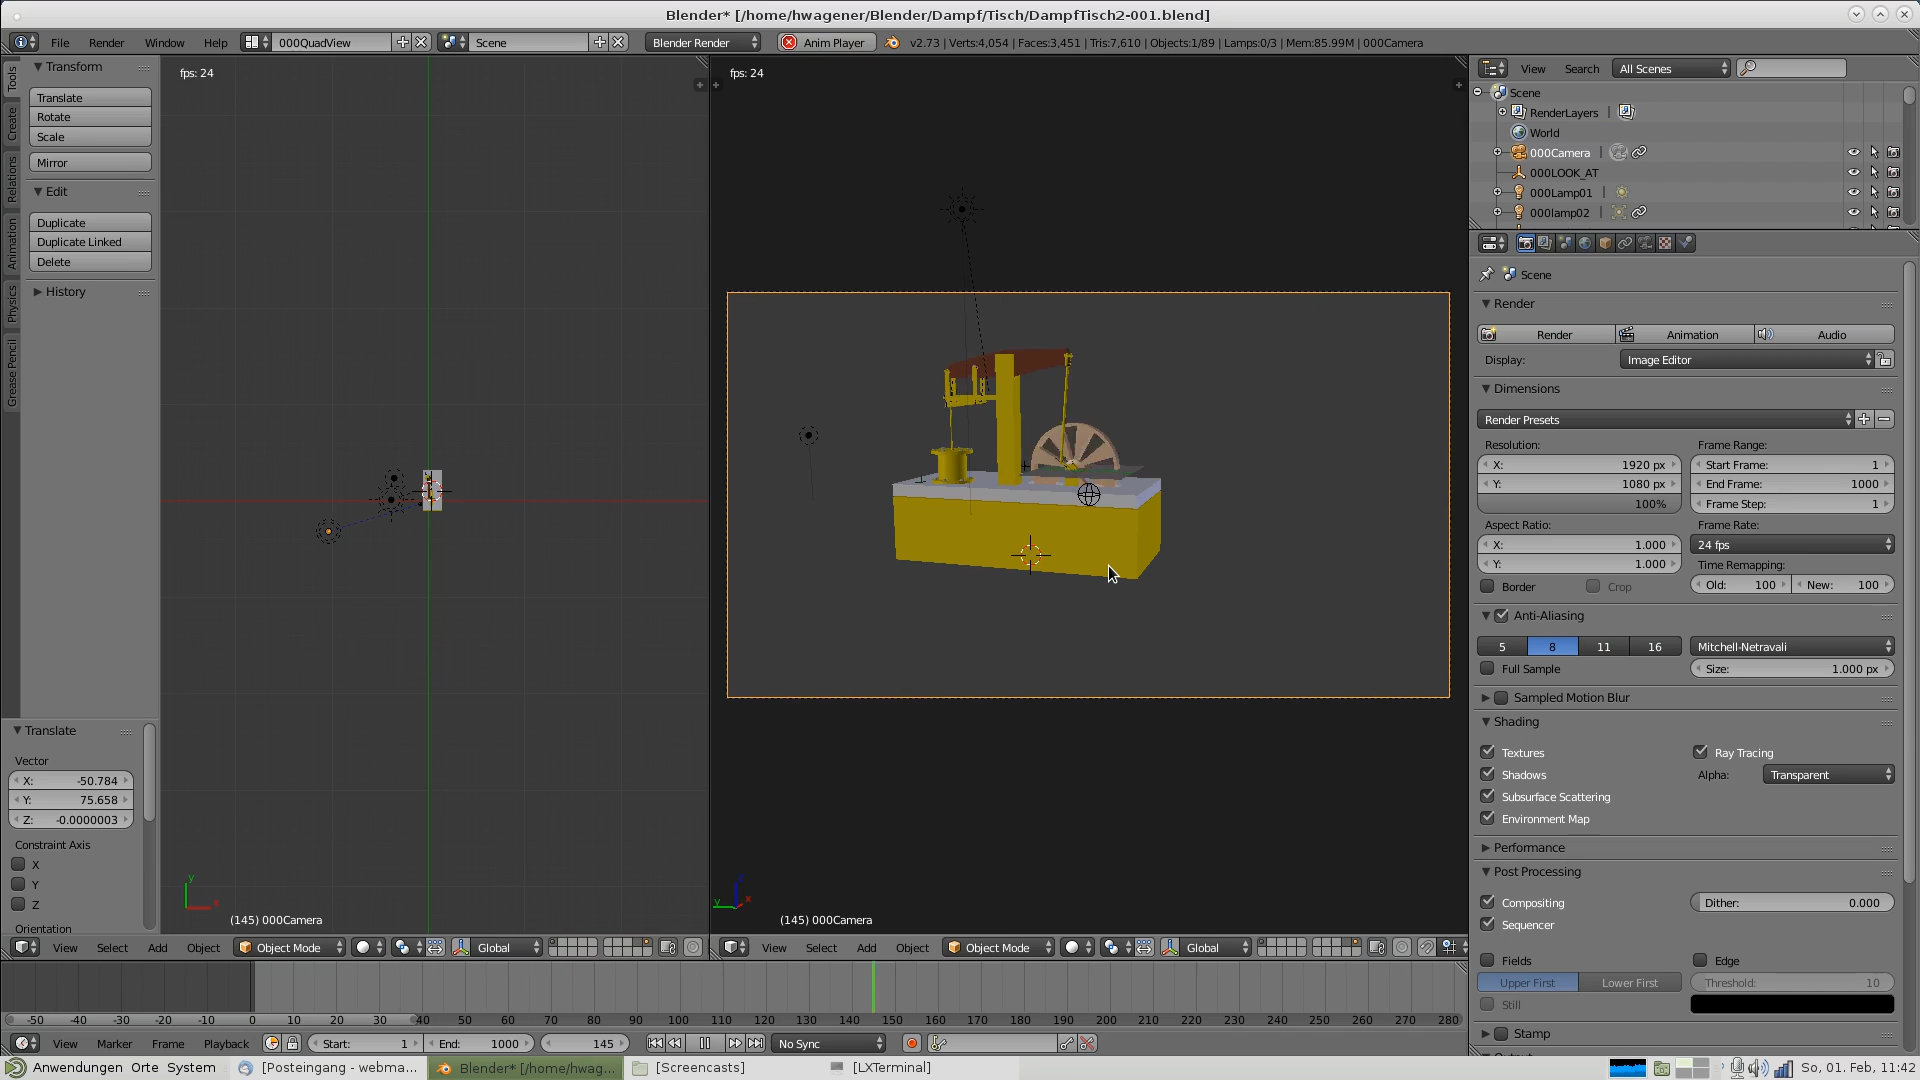 Blender* [/home/hwagener/Blender/Dampf/Tisch/DampfTisch2-001.blend]
File Render Window Help 000QuadView Scene Blender Render Anim Player v2.73 | Verts:4,054 | Faces:3,451 | Tris:7,610 | Objects:1/89 | Lamps:0/3 | Mem:85.99M | 000Camera
Tools
Create
Relations
Animation
Physics
Grease Pencil
Transform
Translate
Rotate
Scale
Mirror
Edit
Duplicate
Duplicate Linked
Delete
History
Translate
Vector
X: -50.784
Y: 75.658
Z: -0.0000003
Constraint Axis
X
Y
Z
Orientation
fps: 24
y
x
(145) 000Camera
View Select Add Object Object Mode Global
fps: 24
y x
(145) 000Camera
View Select Add Object Object Mode Global
View Search All Scenes
Scene
RenderLayers |
World
000Camera |
000LOOK_AT
000Lamp01 |
000lamp02 |
Scene
Render
Render Animation Audio
Display: Image Editor
Dimensions
Render Presets
Resolution: Frame Range:
X: 1920 px Start Frame: 1
Y: 1080 px End Frame: 1000
100% Frame Step: 1
Aspect Ratio: Frame Rate:
X: 1.000 24 fps
Y: 1.000 Time Remapping:
Border Crop Old: 100 New: 100
Anti-Aliasing
5 8 11 16 Mitchell-Netravali
Full Sample Size: 1.000 px
Sampled Motion Blur
Shading
Textures Ray Tracing
Shadows Alpha: Transparent
Subsurface Scattering
Environment Map
Performance
Post Processing
Compositing Dither: 0.000
Sequencer
Fields Edge
Upper First Lower First Threshold: 10
Still
Stamp
-50 -40 -30 -20 -10 0 10 20 30 40 50 60 70 80 90 100 110 120 130 140 150 160 170 180 190 200 210 220 230 240 250 260 270 280
View Marker Frame Playback Start: 1 End: 1000 145 No Sync
Anwendungen Orte System [Posteingang - webma... Blender* [/home/hwag... [Screencasts] [LXTerminal] So, 01. Feb, 11:42